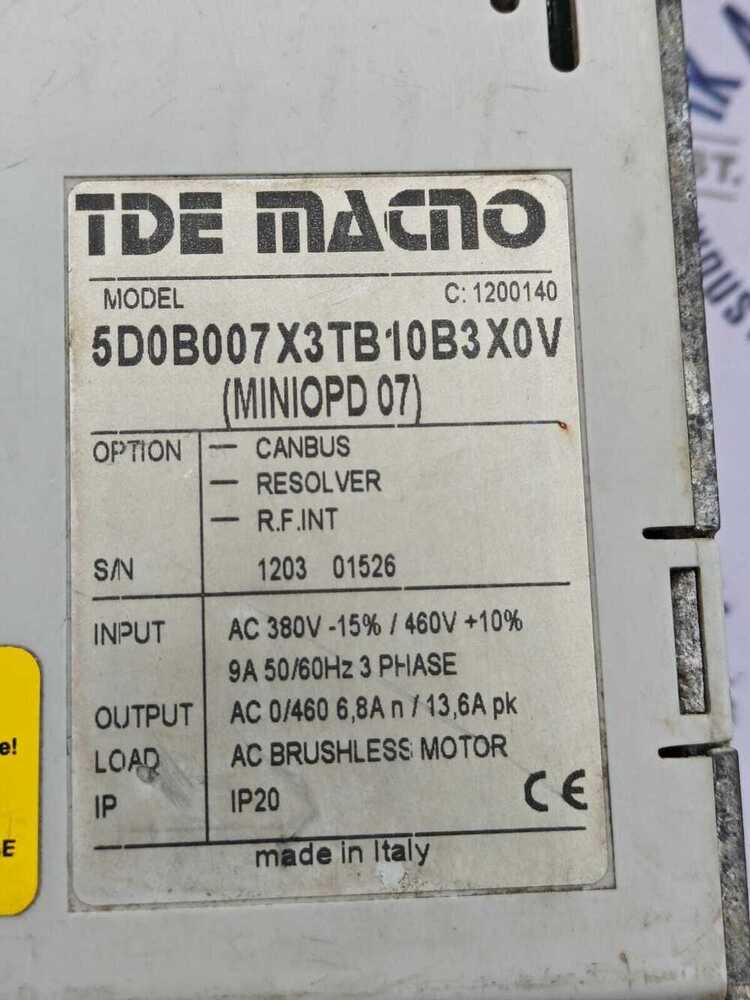 TDE MACNO
MODEL C: 1200140
5D0B007X3TB10B3X0V
(MINIOPD 07)
OPTION — CANBUS
— RESOLVER
— R.F.INT
S/N 1203 01526
INPUT AC 380V -15% / 460V +10%
9A 50/60Hz 3 PHASE
OUTPUT AC 0/460 6,8A n / 13,6A pk
LOAD AC BRUSHLESS MOTOR
IP IP20 CE
made in Italy
e!
E
ST.
INDUST